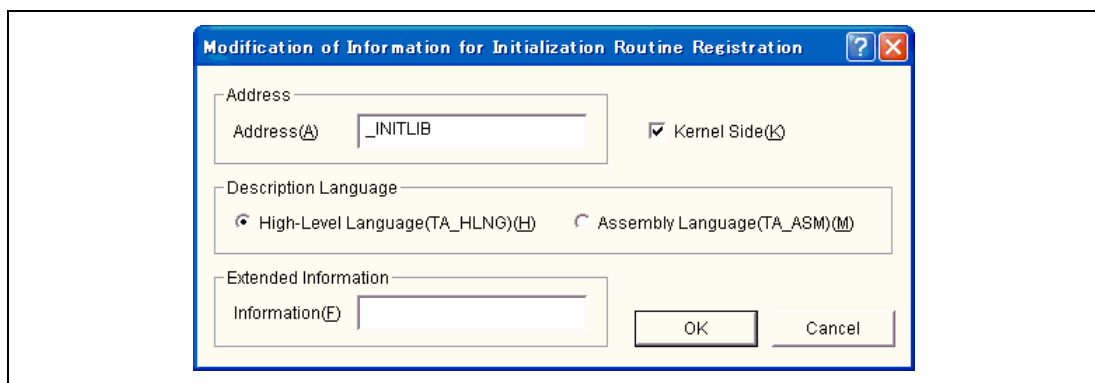 Modification of Information for Initialization Routine Registration
Address
Address(A) _INITLIB
Kernel Side(K)
Description Language
High-Level Language(TA_HLNG)(H) Assembly Language(TA_ASM)(M)
Extended Information
Information(F)
OK Cancel